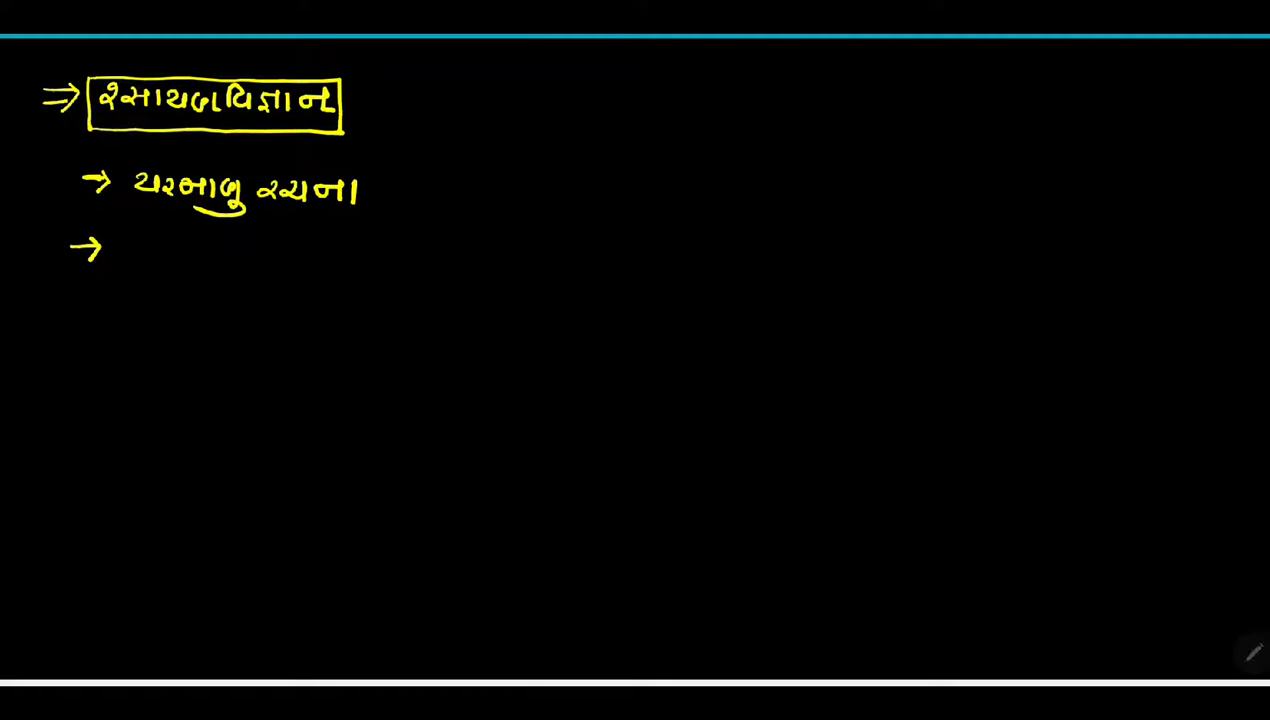 ⇒ રસાયણવિજ્ઞાન
→ પરમાણુ રચના
→